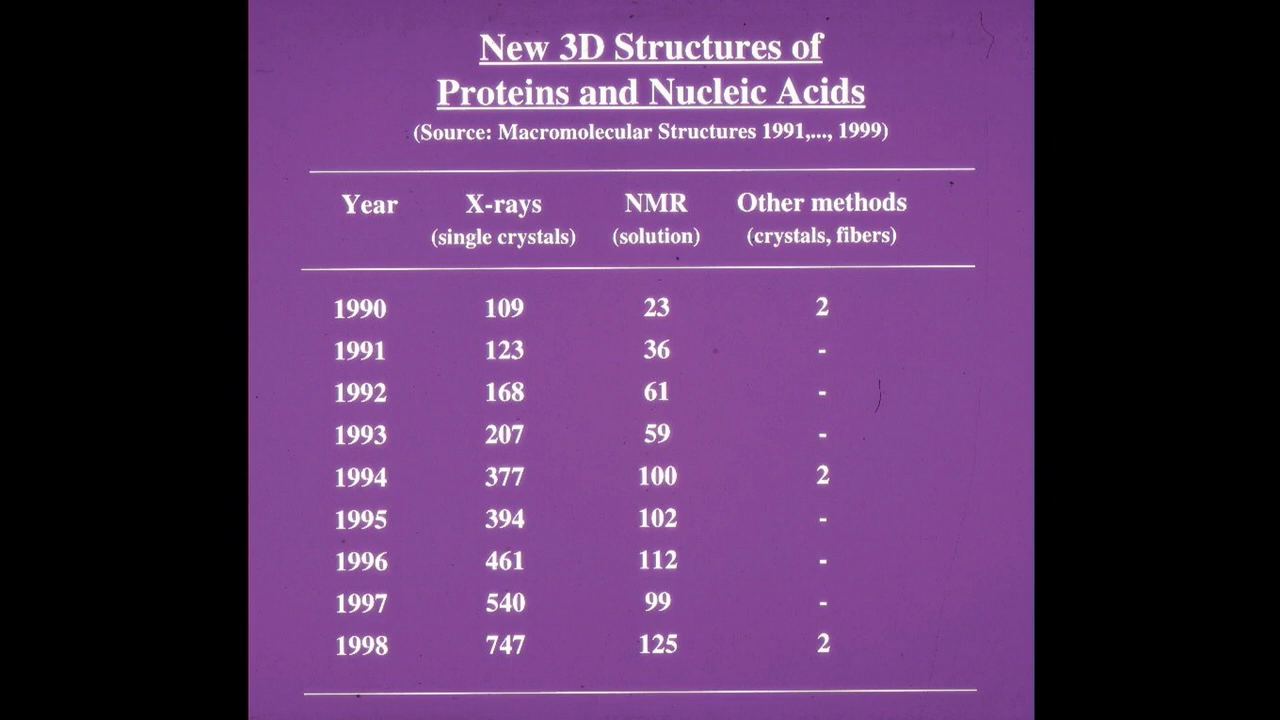 New 3D Structures of
Proteins and Nucleic Acids
(Source: Macromolecular Structures 1991,..., 1999)
Year X-rays NMR Other methods
(single crystals) (solution) (crystals, fibers)
1990 109 23 2
1991 123 36 -
1992 168 61 -
1993 207 59 -
1994 377 100 2
1995 394 102 -
1996 461 112 -
1997 540 99 -
1998 747 125 2